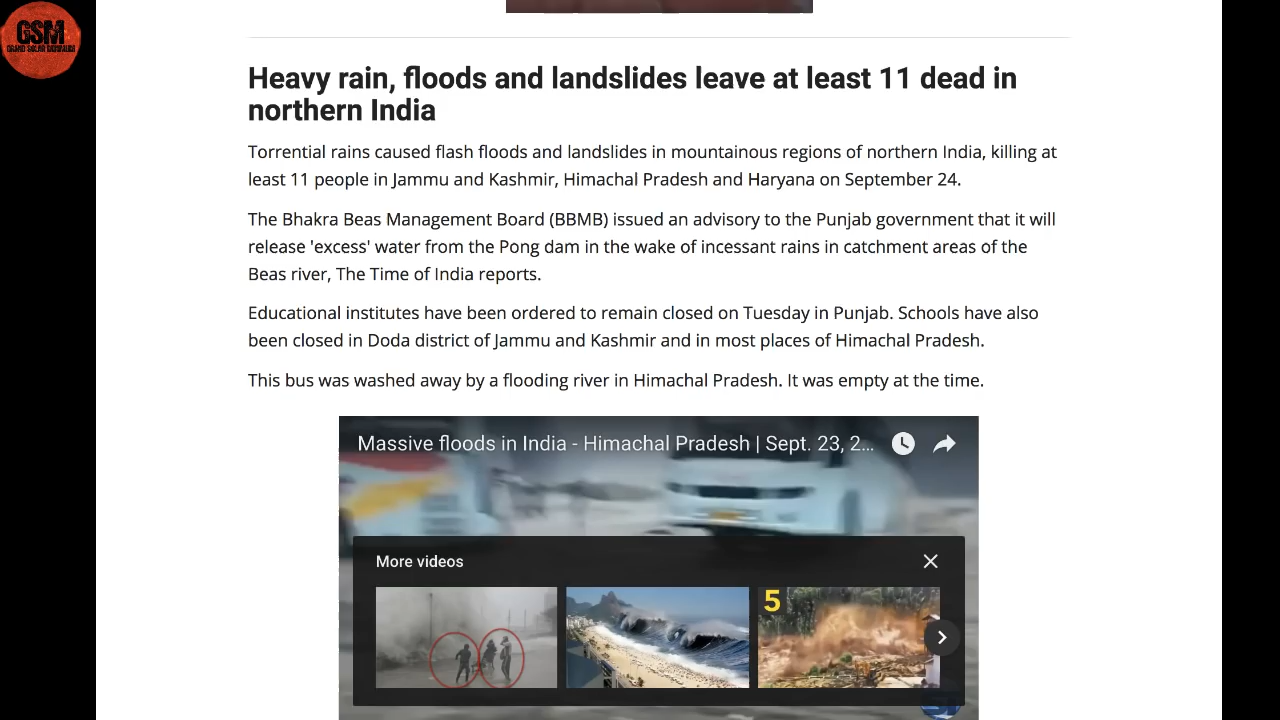 GSM
GRAND SOLAR MINIMUM
Heavy rain, floods and landslides leave at least 11 dead in
northern India
Torrential rains caused flash floods and landslides in mountainous regions of northern India, killing at
least 11 people in Jammu and Kashmir, Himachal Pradesh and Haryana on September 24.
The Bhakra Beas Management Board (BBMB) issued an advisory to the Punjab government that it will
release 'excess' water from the Pong dam in the wake of incessant rains in catchment areas of the
Beas river, The Time of India reports.
Educational institutes have been ordered to remain closed on Tuesday in Punjab. Schools have also
been closed in Doda district of Jammu and Kashmir and in most places of Himachal Pradesh.
This bus was washed away by a flooding river in Himachal Pradesh. It was empty at the time.
Massive floods in India - Himachal Pradesh | Sept. 23, 2...
More videos
5